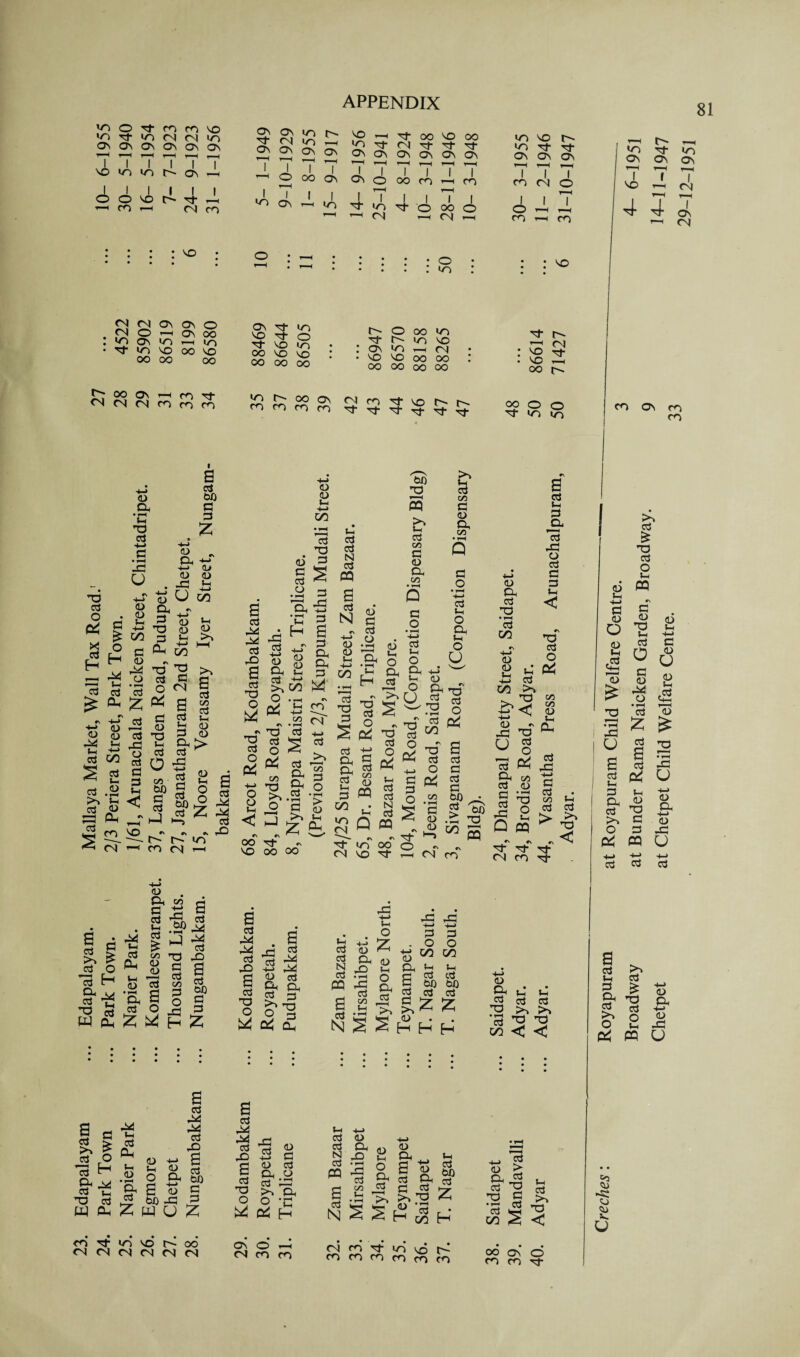 APPENDIX
81
23. Edapalayam ... Edapalayam. Mallaya Market, Wall Tax Road. 27 ... ... 10– 6–1955
24. Park Town ... Park Town. 2/3 Periera Street, Park Town. 28 4522 ... 30– 5–1940
25. Napier Park ... Napier Park. 1/61, Arunachala Naicken Street, Chintadripet. 29 85902 ... 16– 5–1954
26. Egmore ... Komaleeswaranpet. 37, Langs Garden Road, Pudupet. 31 86519 ... 1– 7–1923
27. Chetpet ... Thousand Lights. 27, Jaganathapuram 2nd Street, Chetpet. 33 8199 6 24– 9–1923
28. Nungambakkam ... Nungambakkam. 15, Moore Veerasamy Iyer Street, Nungam- 34 86580 ... 31– 1–1956
bakkam.
29. Kodambakkam ... Kodambakkam. 68, Arcot Road, Kodambakkam. 35 88469 10 5– 1–1949
30. Royapetah ... Royapetah. 84, Lloyds Road, Royapetah. 37 86644 ... 9–10–1929
31. Triplicane ... Pudupakam. 8, Nyniappa Maistri Street, Triplicane. 38 86505 11 1– 8–1955
(Previously at 2/3, Kuppumuthu Mudali Street. 39 ... ... 15– 9–1917
32. Zam Bazaar ... Zam Bazaar. 24/25 Surappa Mudali Street, Zam Bazaar. 42 ... ... 4– 9–1956
33. Mirsahibpet ... Mirsahibpet. 65, Dr. Besant Road, Triplicane. 43 86947 ... 25–10–1941
34. Mylapore ... Mylapore North. 48, Bazaar Road, Mylapore. 44 86570 ... 4– 8–1924
35. Teynampet ... Teynampet. 104, Mount Road, (Corporation Dispensary Bldg) 46 88158 ... 10– 3–1948
36. Saidapet ... T. Nagar South. 2, Jeennis Road, Saidapet. 47 88265 50 28–11–1946
37. T. Nagar ... T. Nagar South. 3, Sivagnanam Road, (Corporation Dispensary 47 ... ... 10– 3–1948
Bldg).
38. Saidapet ... Saidapet. 24, Dhanapal Chetty Street, Saidapet. 48 ... ... 30– 3–1955
39. Mandavalli ... Adyar. 34, Brodies Road, Adyar. 50 86614 ... 11– 2–1946
40. Adyar ... Adyar. 44, Vasantha Press Road, Arunachalpuram, 50 71427 6 31–10–1947
Adyar.
Creches :
Royapuram at Royapuram Child Welfare Centre. 3 4– 6–1951
Broadway at Bunder Rama Naicken Garden, Broadway. 9 14–11–1947
Chetpet at Chetpet Child Welfare Centre. 33 29–12–1951